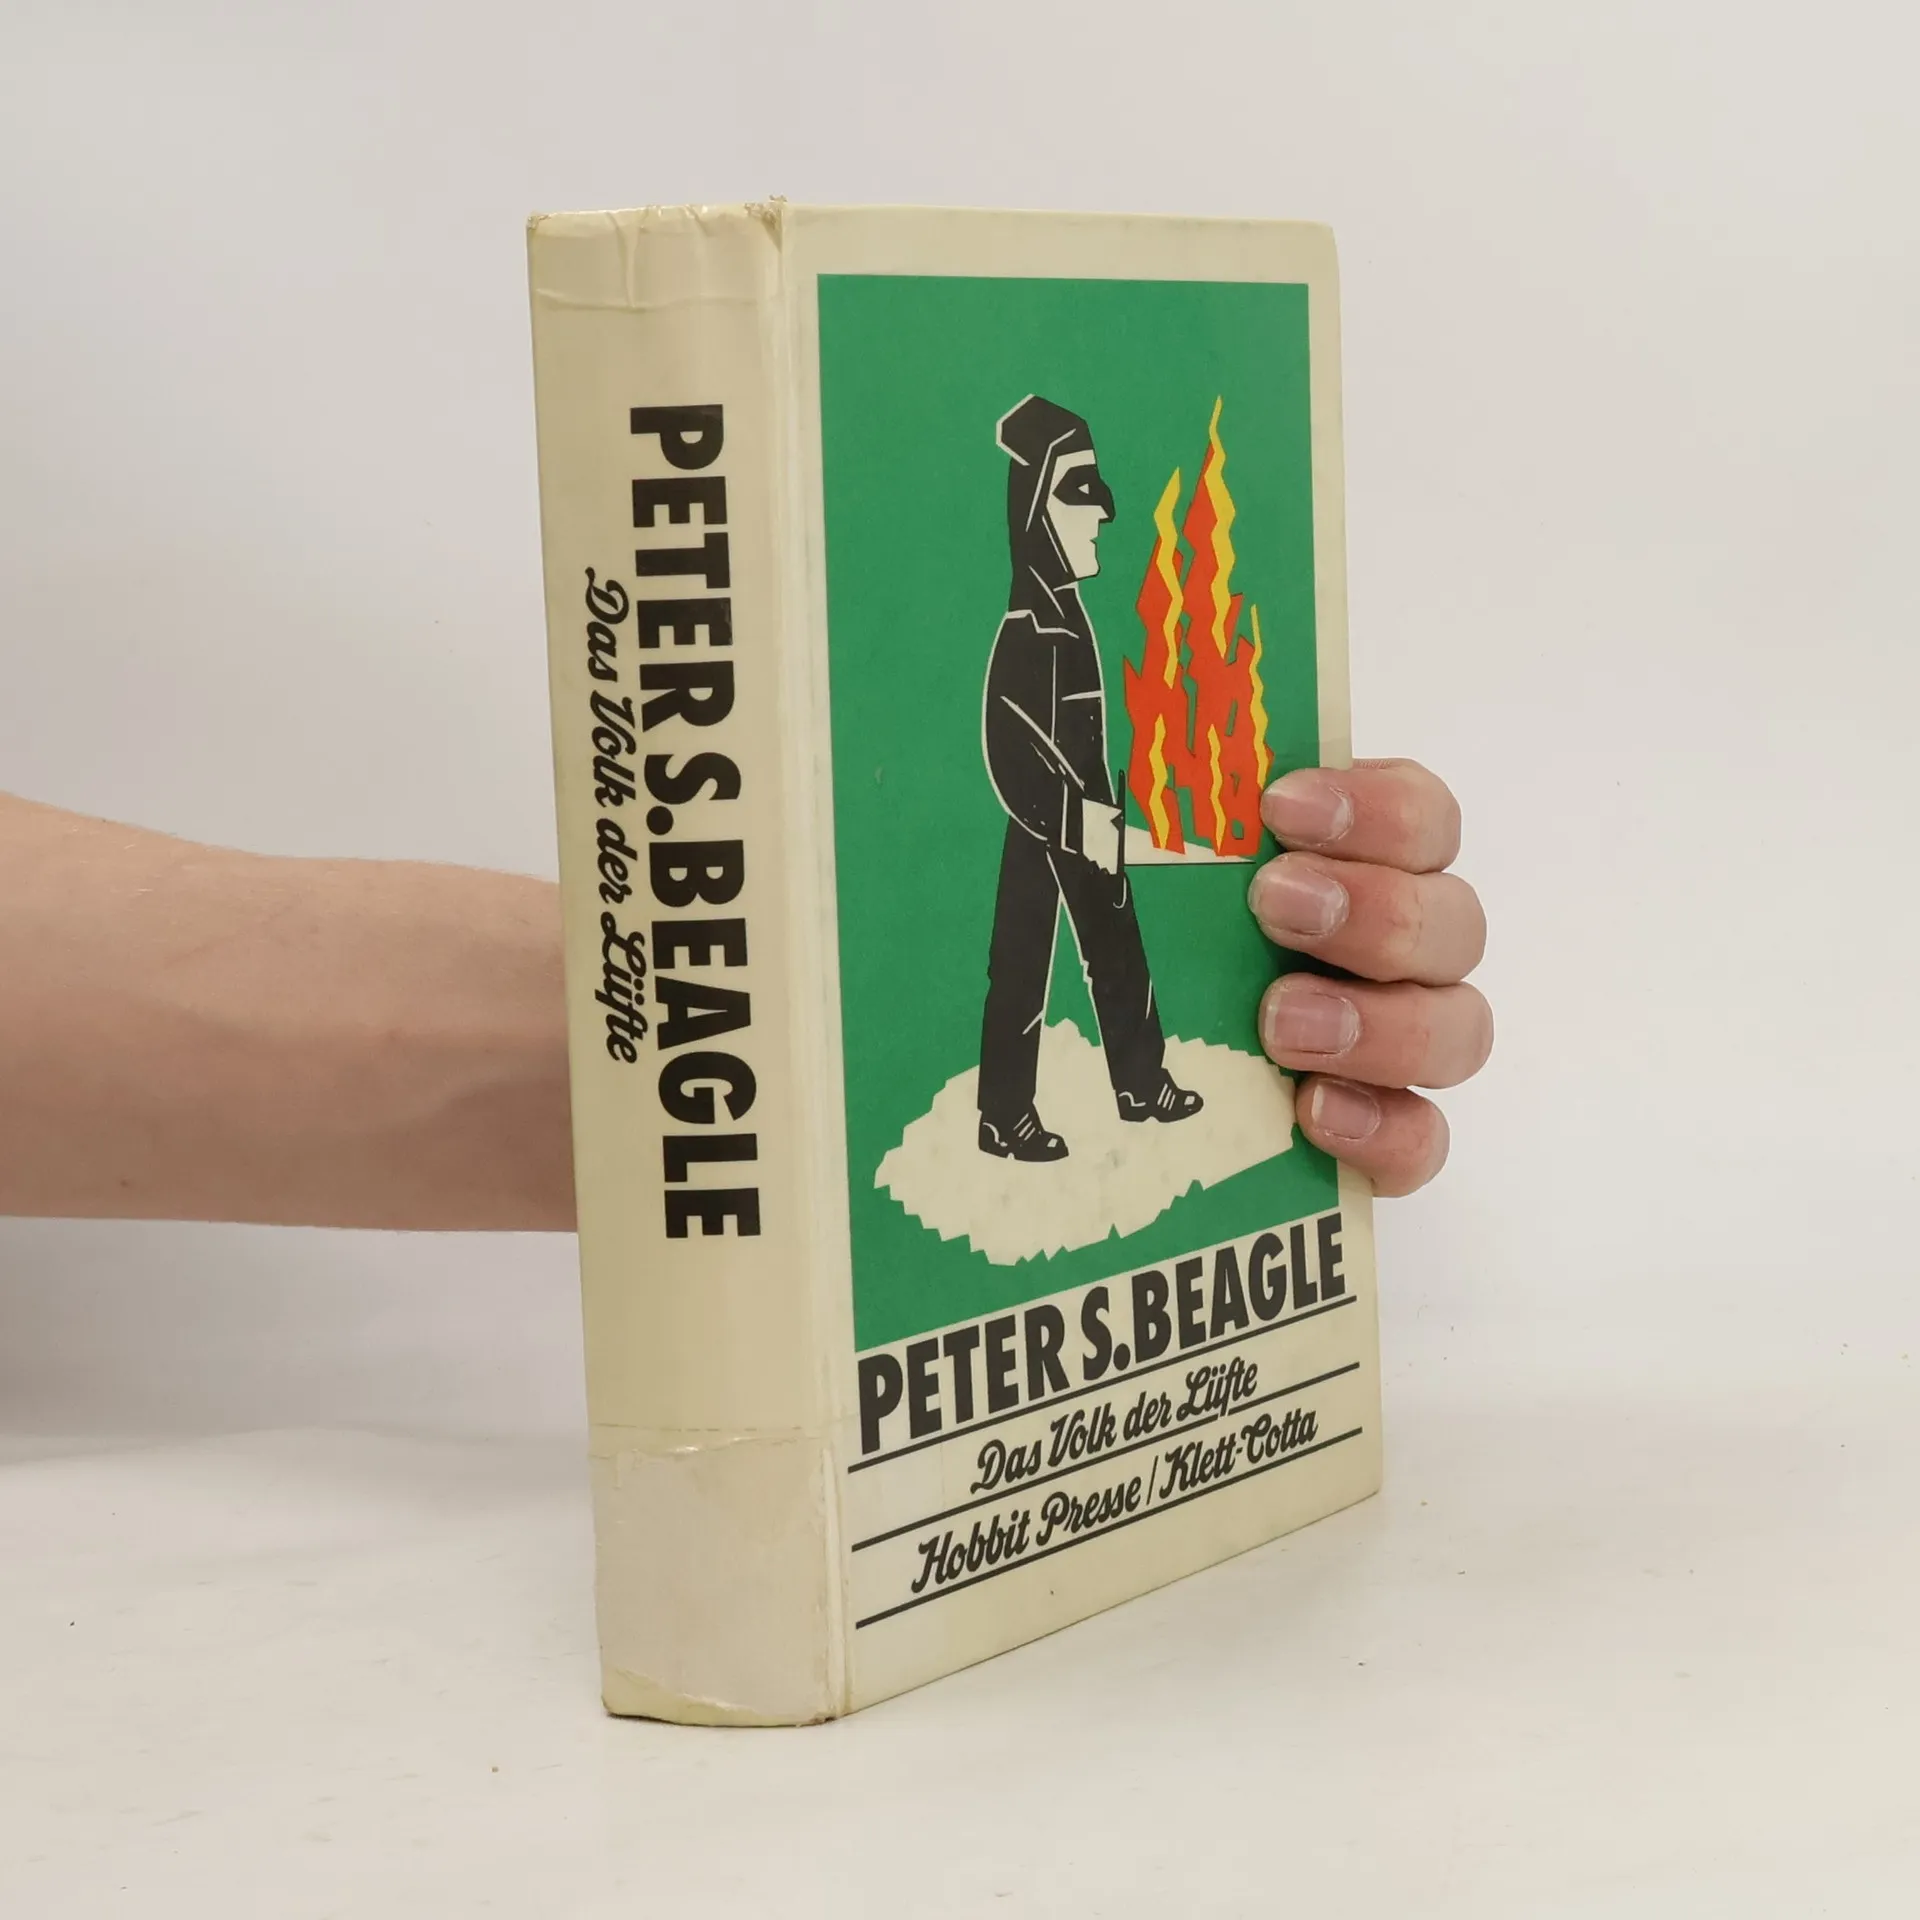 PETER S. BEAGLE
Das Volk der Lüfte
PETER S. BEAGLE
Das Volk der Lüfte
Hobbit Presse / Klett-Cotta